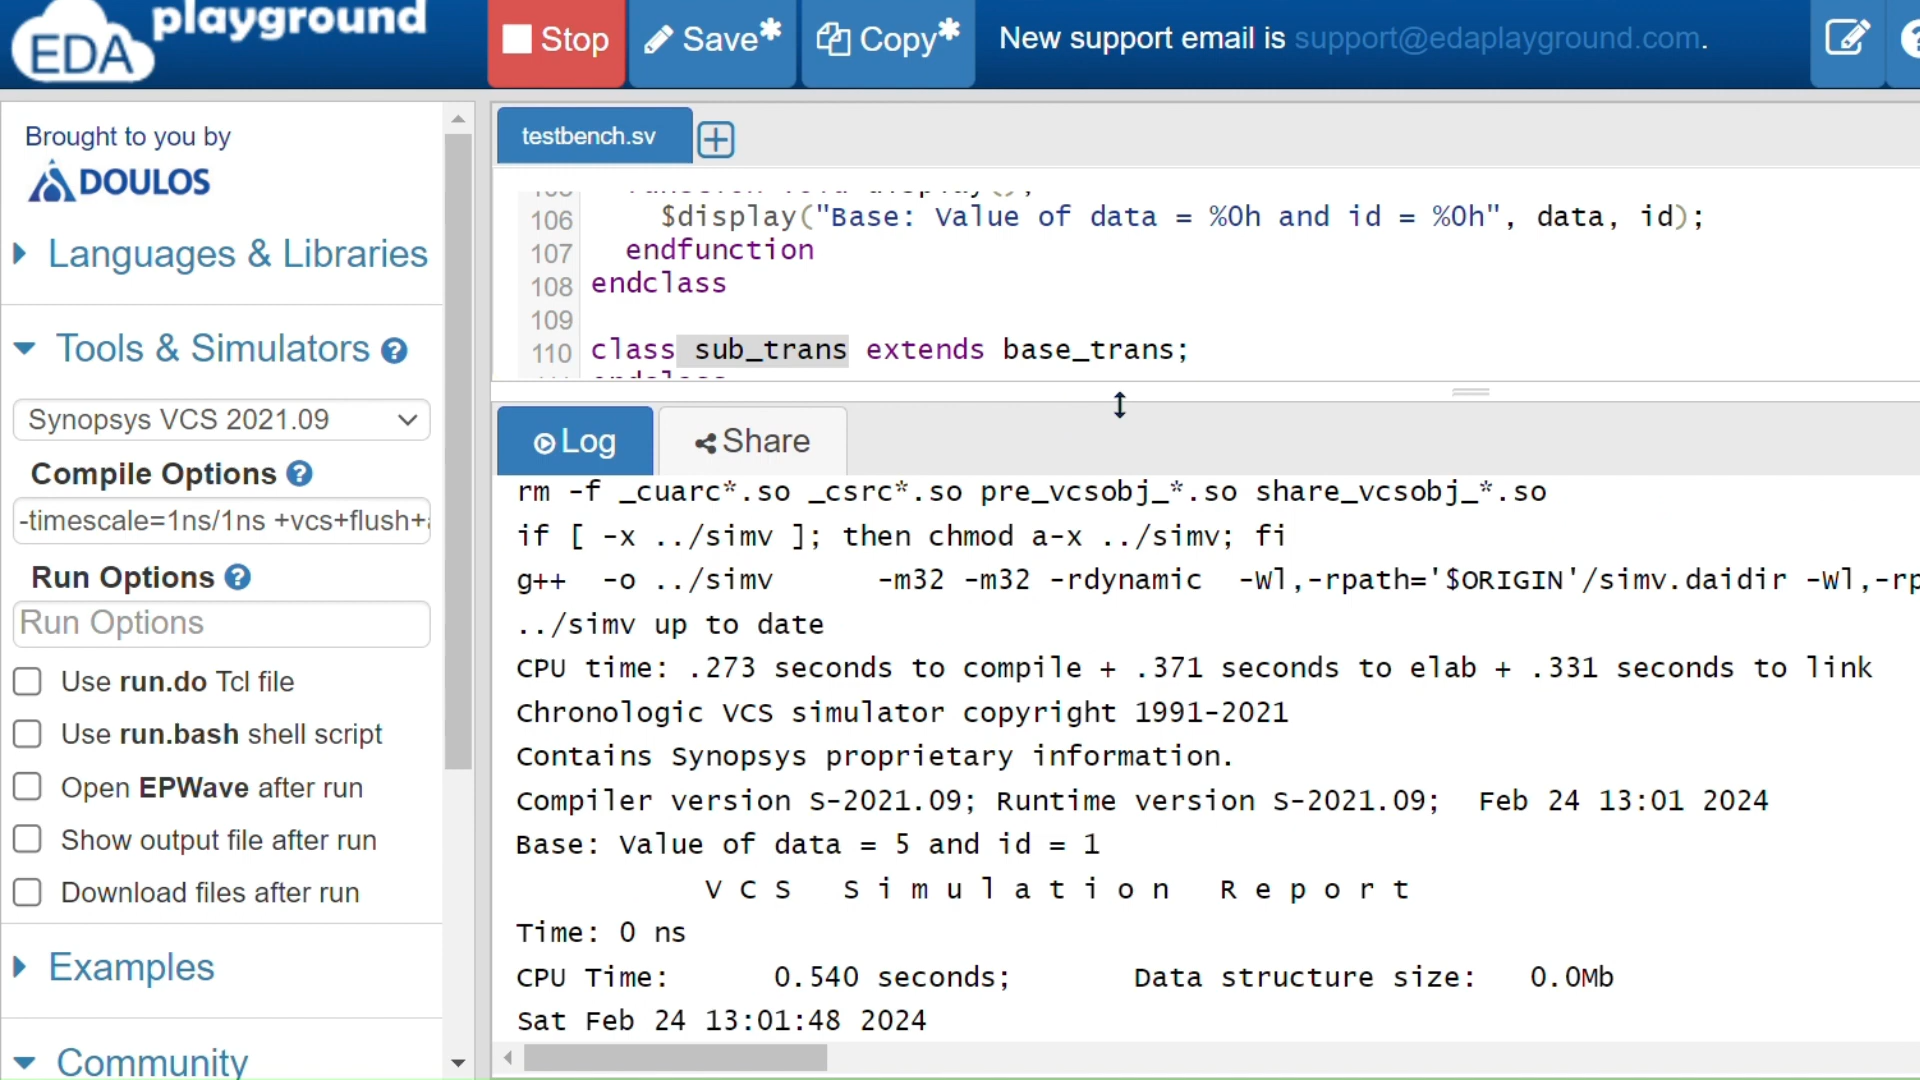 EDA playground
Stop
Save*
Copy*
New support email is support@edaplayground.com.
Brought to you by
DOULOS
Languages & Libraries
Tools & Simulators
Synopsys VCS 2021.09
Compile Options
-timescale=1ns/1ns +vcs+flush+
Run Options
Run Options
Use run.do Tcl file
Use run.bash shell script
Open EPWave after run
Show output file after run
Download files after run
Examples
Community
testbench.sv
106 $display("Base: Value of data = %0h and id = %0h", data, id);
107 endfunction
108 endclass
109
110 class sub_trans extends base_trans;
Log
Share
rm -f _cuarc*.so _csrc*.so pre_vcsobj_*.so share_vcsobj_*.so
if [ -x ../simv ]; then chmod a-x ../simv; fi
g++ -o ../simv -m32 -m32 -rdynamic -Wl,-rpath='$ORIGIN'/simv.daidir -Wl,-rp
../simv up to date
CPU time: .273 seconds to compile + .371 seconds to elab + .331 seconds to link
Chronologic VCS simulator copyright 1991-2021
Contains Synopsys proprietary information.
Compiler version S-2021.09; Runtime version S-2021.09; Feb 24 13:01 2024
Base: Value of data = 5 and id = 1
V C S S i m u l a t i o n R e p o r t
Time: 0 ns
CPU Time: 0.540 seconds; Data structure size: 0.0Mb
Sat Feb 24 13:01:48 2024